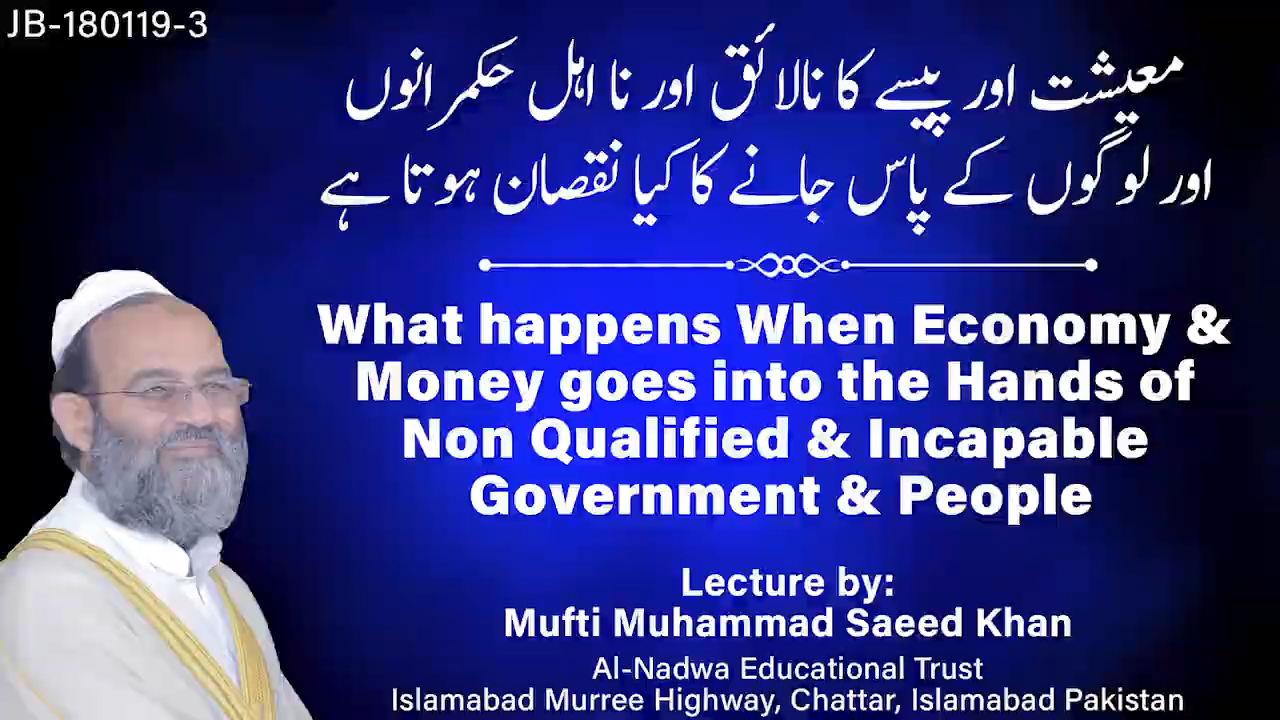 JB-180119-3
معیشت اور پیسے کا نالائق اور نا اہل حکمرانوں
اور لوگوں کے پاس جانے کا کیا نقصان ہوتا ہے
What happens When Economy &
Money goes into the Hands of
Non Qualified & Incapable
Government & People
Lecture by:
Mufti Muhammad Saeed Khan
Al-Nadwa Educational Trust
Islamabad Murree Highway, Chattar, Islamabad Pakistan